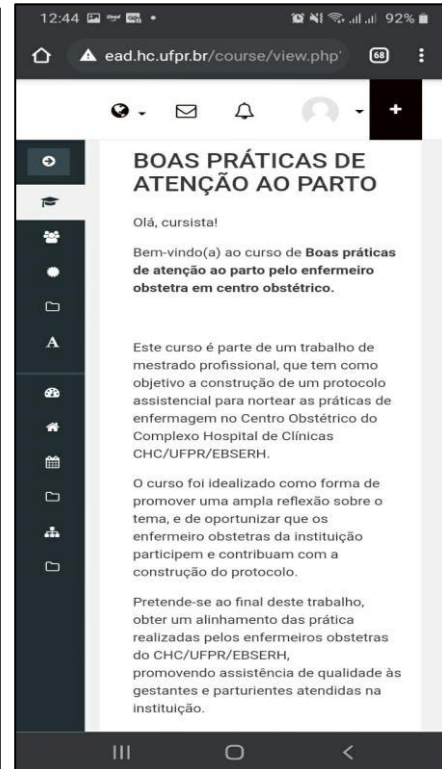 12:44
92%
ead.hc.ufpr.br/course/view.php'
68
BOAS PRÁTICAS DE
ATENÇÃO AO PARTO
Olá, cursista!
Bem-vindo(a) ao curso de Boas práticas
de atenção ao parto pelo enfermeiro
obstetra em centro obstétrico.
A
Este curso é parte de um trabalho de
mestrado profissional, que tem como
objetivo a construção de um protocolo
assistencial para nortear as práticas de
enfermagem no Centro Obstétrico do
Complexo Hospital de Clínicas
CHC/UFPR/EBSERH.
O curso foi idealizado como forma de
promover uma ampla reflexão sobre o
tema, e de oportunizar que os
enfermeiro obstetras da instituição
participem e contribuam com a
construção do protocolo.
Pretende-se ao final deste trabalho,
obter um alinhamento das prática
realizadas pelos enfermeiros obstetras
do CHC/UFPR/EBSERH,
promovendo assistência de qualidade às
gestantes e parturientes atendidas na
instituição.